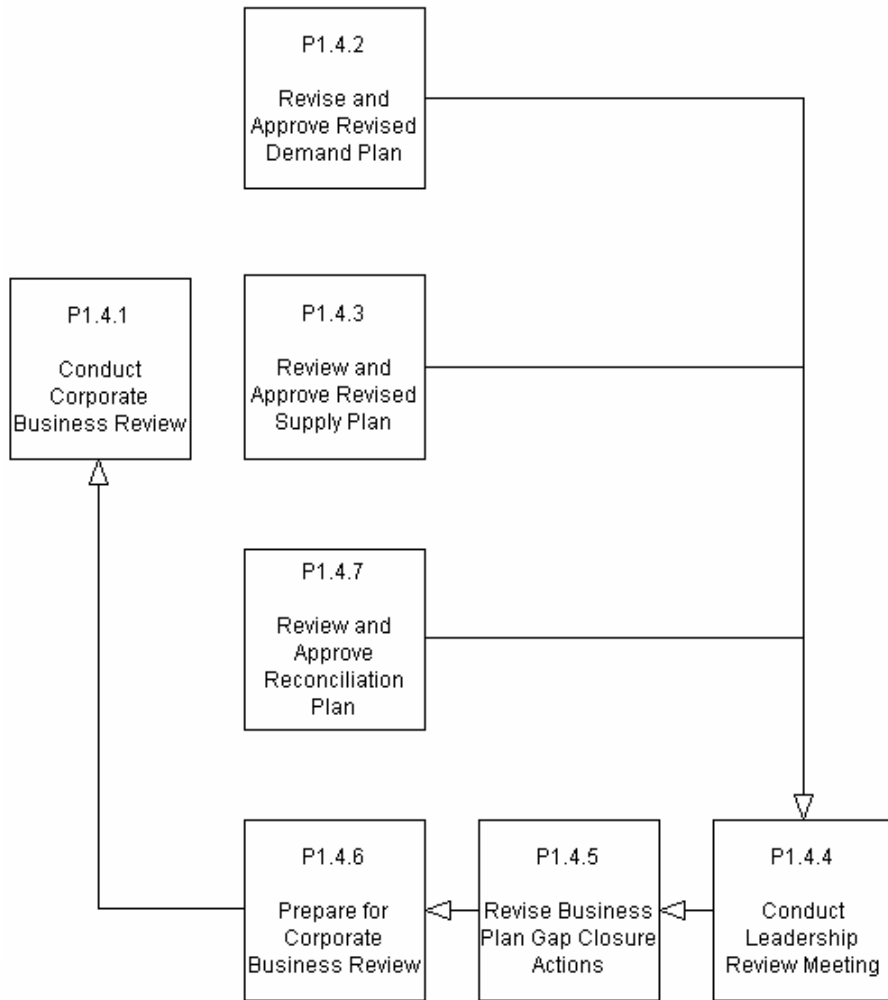 P1.4.2
Revise and
Approve Revised
Demand Plan
P1.4.1
Conduct
Corporate
Business Review
P1.4.3
Review and
Approve Revised
Supply Plan
P1.4.7
Review and
Approve
Reconciliation
Plan
P1.4.6
Prepare for
Corporate
Business Review
P1.4.5
Revise Business
Plan Gap Closure
Actions
P1.4.4
Conduct
Leadership
Review Meeting